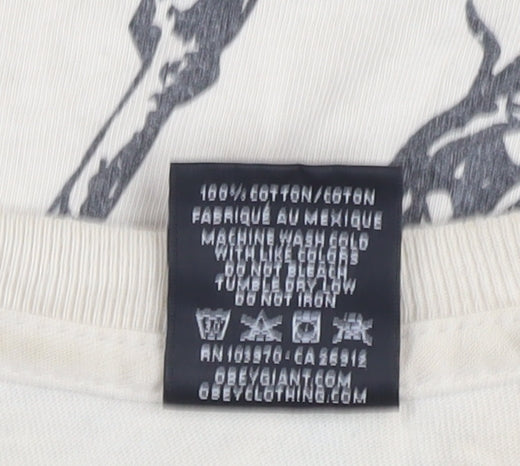 100% COTTON/COTON
FABRIQUÉ AU MEXIQUE
MACHINE WASH COLD
WITH LIKE COLORS
DO NOT BLEACH
TUMBLE DRY LOW
DO NOT IRON
RN 103970 - CA
OBEYGIANT.COM
OBEYCLOTHING.COM